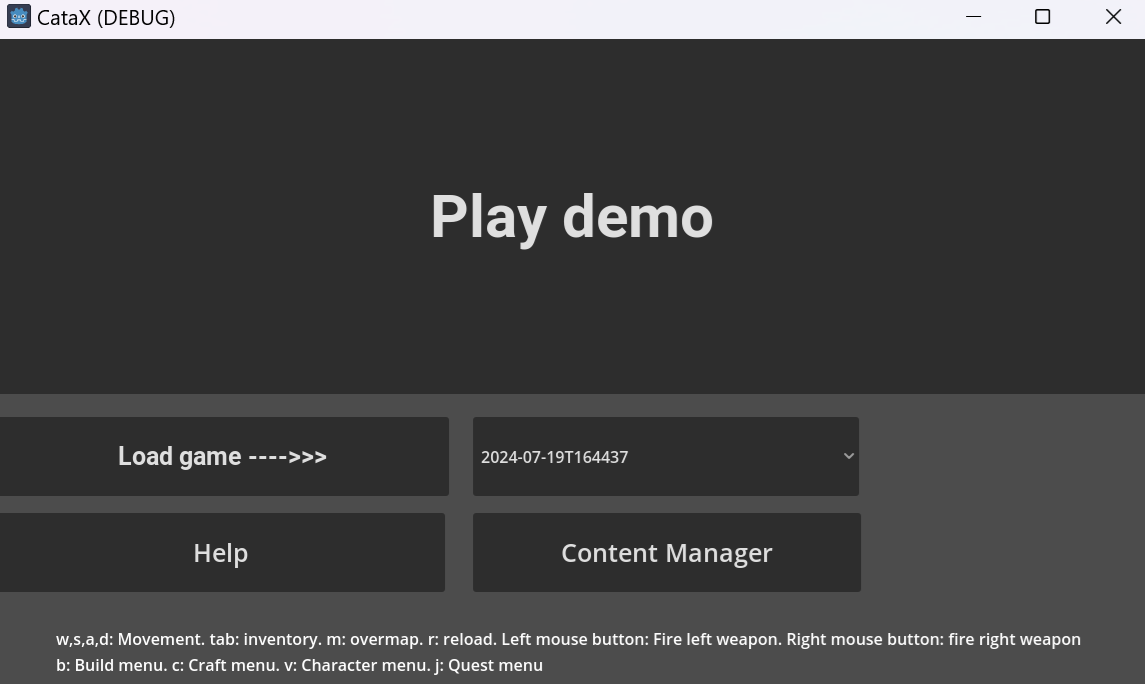 CataX (DEBUG)
Play demo
Load game ---->>>
2024-07-19T164437
Help
Content Manager
w,s,a,d: Movement. tab: inventory. m: overmap. r: reload. Left mouse button: Fire left weapon. Right mouse button: fire right weapon
b: Build menu. c: Craft menu. v: Character menu. j: Quest menu